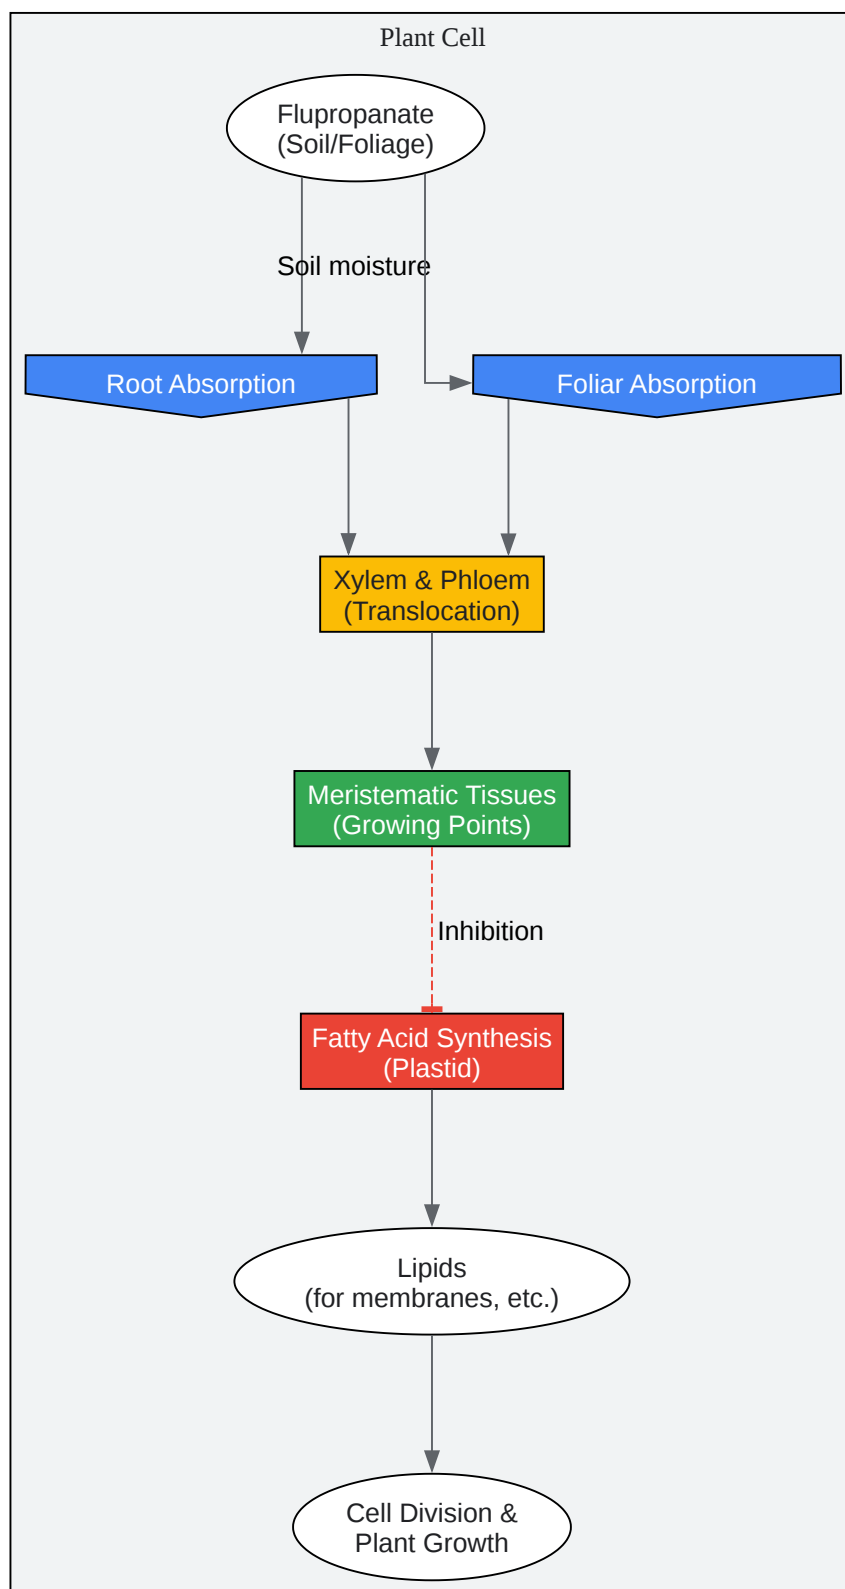 Plant Cell
Flupropanate
(Soil/Foliage)
Soil moisture
Root Absorption
Foliar Absorption
Xylem & Phloem
(Translocation)
Meristematic Tissues
(Growing Points)
Inhibition
Fatty Acid Synthesis
(Plastid)
Lipids
(for membranes, etc.)
Cell Division &
Plant Growth